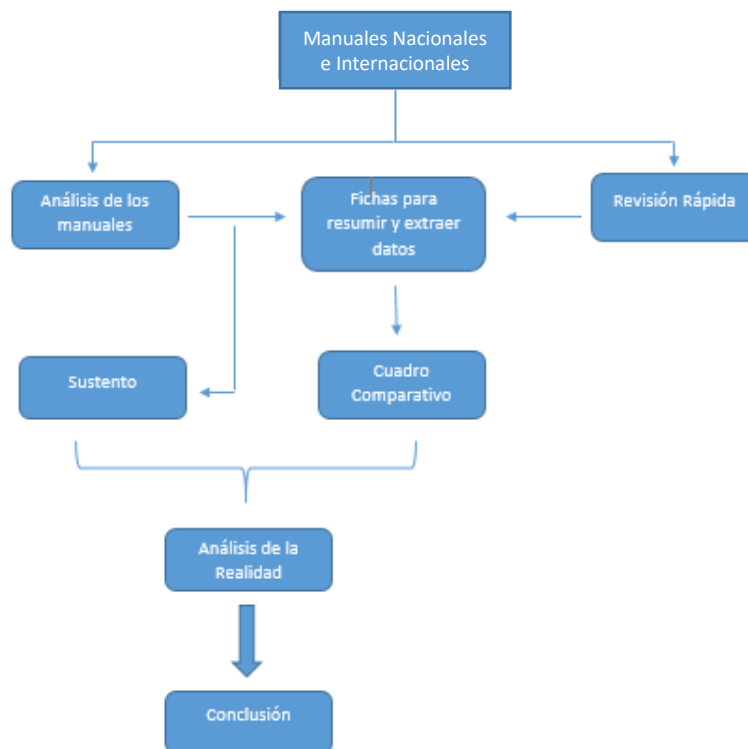 Manuales Nacionales
e Internacionales
Análisis de los
manuales
Fichas para
resumir y extraer
datos
Revisión Rápida
Sustento
Cuadro
Comparativo
Análisis de la
Realidad
Conclusión